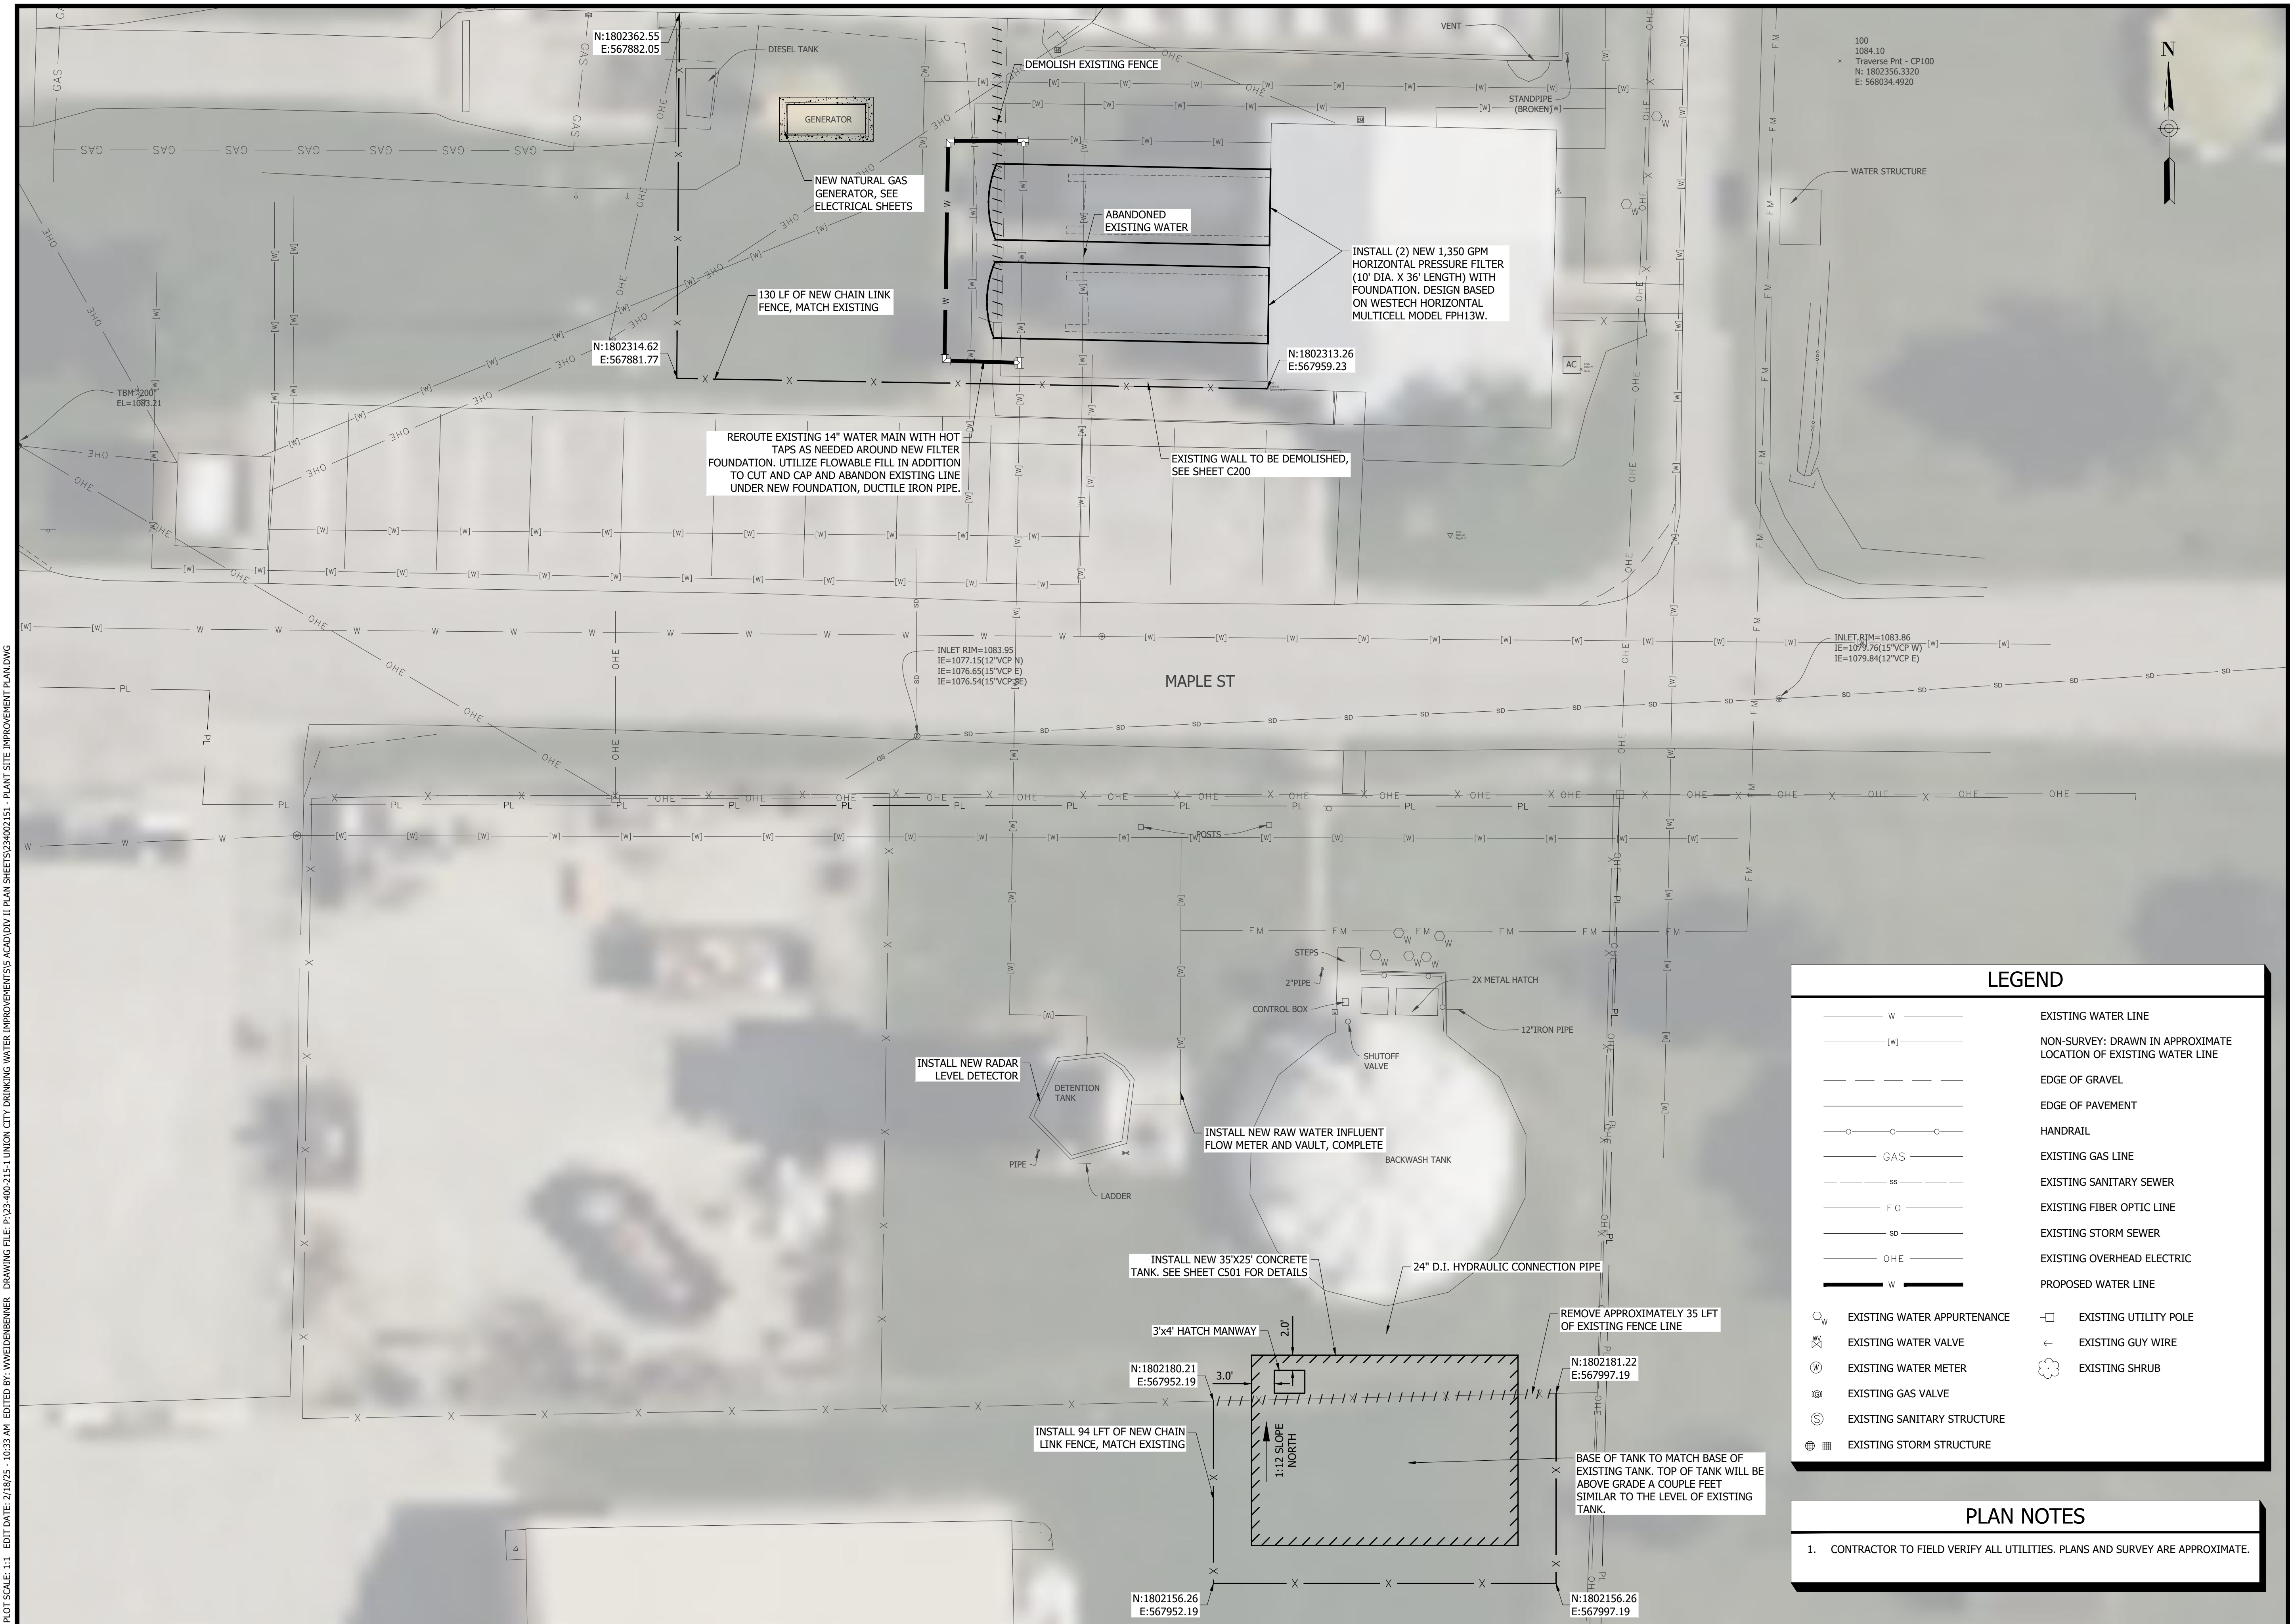 N:1802362.55
E:567882.05
DIESEL TANK
DEMOLISH EXISTING FENCE
VENT
STANDPIPE
(BROKEN)
100
1084.10
Traverse Pnt - CP100
N: 1802356.3320
E: 568034.4920
N
GENERATOR
NEW NATURAL GAS
GENERATOR, SEE
ELECTRICAL SHEETS
ABANDONED
EXISTING WATER
WATER STRUCTURE
INSTALL (2) NEW 1,350 GPM
HORIZONTAL PRESSURE FILTER
(10' DIA. X 36' LENGTH) WITH
FOUNDATION. DESIGN BASED
ON WESTECH HORIZONTAL
MULTICELL MODEL FPH13W.
130 LF OF NEW CHAIN LINK
FENCE, MATCH EXISTING
N:1802314.62
E:567881.77
N:1802313.26
E:567959.23
AC
TBM -200
EL=1083.21
REROUTE EXISTING 14" WATER MAIN WITH HOT
TAPS AS NEEDED AROUND NEW FILTER
FOUNDATION. UTILIZE FLOWABLE FILL IN ADDITION
TO CUT AND CAP AND ABANDON EXISTING LINE
UNDER NEW FOUNDATION, DUCTILE IRON PIPE.
EXISTING WALL TO BE DEMOLISHED,
SEE SHEET C200
INLET RIM=1083.95
IE=1077.15(12"VCP N)
IE=1076.65(15"VCP E)
IE=1076.54(15"VCP SE)
MAPLE ST
INLET RIM=1083.86
IE=1079.76(15"VCP W)
IE=1079.84(12"VCP E)
POSTS
STEPS
2"PIPE
CONTROL BOX
2X METAL HATCH
12"IRON PIPE
SHUTOFF
VALVE
INSTALL NEW RADAR
LEVEL DETECTOR
DETENTION
TANK
PIPE
LADDER
INSTALL NEW RAW WATER INFLUENT
FLOW METER AND VAULT, COMPLETE
BACKWASH TANK
INSTALL NEW 35'X25' CONCRETE
TANK. SEE SHEET C501 FOR DETAILS
24" D.I. HYDRAULIC CONNECTION PIPE
3'x4' HATCH MANWAY
2.0'
3.0'
REMOVE APPROXIMATELY 35 LFT
OF EXISTING FENCE LINE
N:1802180.21
E:567952.19
N:1802181.22
E:567997.19
INSTALL 94 LFT OF NEW CHAIN
LINK FENCE, MATCH EXISTING
1:12 SLOPE
NORTH
BASE OF TANK TO MATCH BASE OF
EXISTING TANK. TOP OF TANK WILL BE
ABOVE GRADE A COUPLE FEET
SIMILAR TO THE LEVEL OF EXISTING
TANK.
N:1802156.26
E:567952.19
N:1802156.26
E:567997.19
LEGEND
W EXISTING WATER LINE
[W] NON-SURVEY: DRAWN IN APPROXIMATE
LOCATION OF EXISTING WATER LINE
EDGE OF GRAVEL
EDGE OF PAVEMENT
HANDRAIL
GAS EXISTING GAS LINE
SS EXISTING SANITARY SEWER
FO EXISTING FIBER OPTIC LINE
SD EXISTING STORM SEWER
OHE EXISTING OVERHEAD ELECTRIC
W PROPOSED WATER LINE
W EXISTING WATER APPURTENANCE
EXISTING UTILITY POLE
WV EXISTING WATER VALVE
EXISTING GUY WIRE
W EXISTING WATER METER
EXISTING SHRUB
EXISTING GAS VALVE
S EXISTING SANITARY STRUCTURE
EXISTING STORM STRUCTURE
PLAN NOTES
1. CONTRACTOR TO FIELD VERIFY ALL UTILITIES. PLANS AND SURVEY ARE APPROXIMATE.
PLOT SCALE: 1:1 EDIT DATE: 2/18/25 - 10:33 AM EDITED BY: WWEIDENBENNER DRAWING FILE: P:\23-400-215-1 UNION CITY DRINKING WATER IMPROVEMENTS\5 ACAD\DIV II PLAN SHEETS\234002151 - PLANT SITE IMPROVEMENT PLAN.DWG